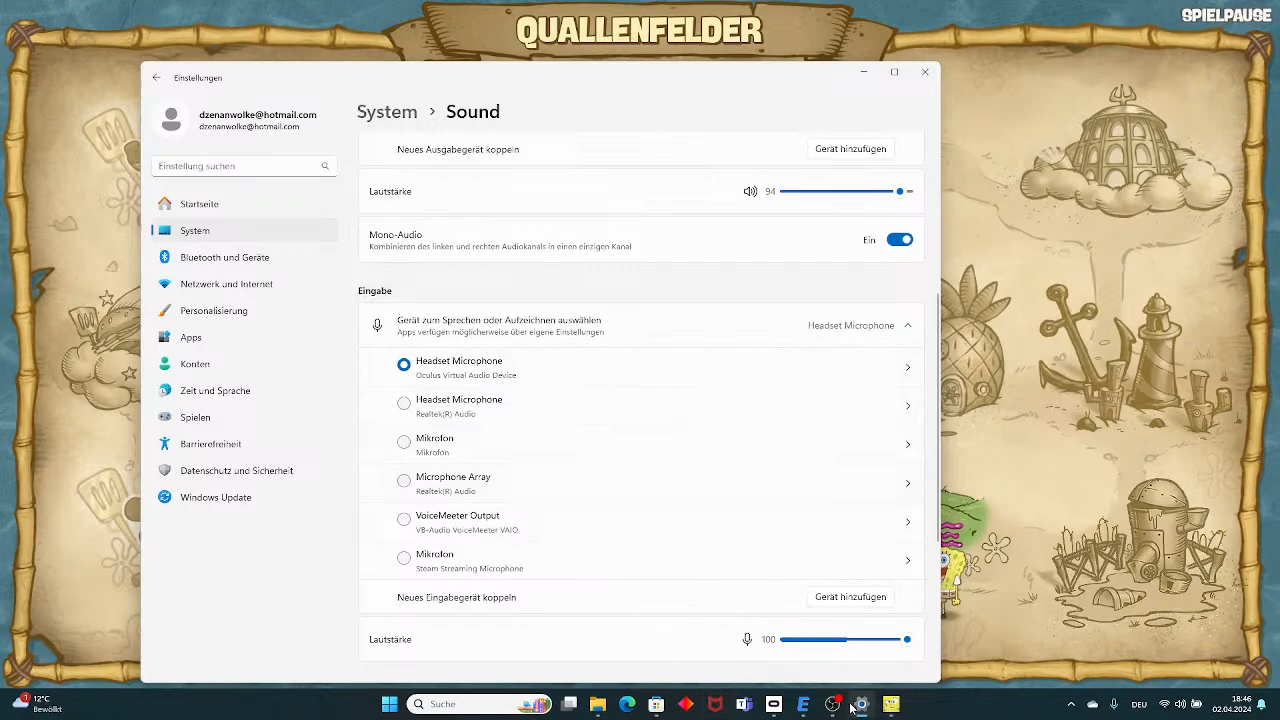 QUALLENFELDER
SPIELPAUSE
Einstellungen
dzenanwolke@hotmail.com
dzenanwolke@hotmail.com
Einstellung suchen
Startseite
System
Bluetooth und Geräte
Netzwerk und Internet
Personalisierung
Apps
Konten
Zeit und Sprache
Spielen
Barrierefreiheit
Datenschutz und Sicherheit
Windows Update
System › Sound
Neues Ausgabegerät koppeln
Gerät hinzufügen
Lautstärke
94
Mono-Audio
Kombinieren des linken und rechten Audiokanals in einen einzigen Kanal
Ein
Eingabe
Gerät zum Sprechen oder Aufzeichnen auswählen
Apps verfügen möglicherweise über eigene Einstellungen
Headset Microphone
Headset Microphone
Oculus Virtual Audio Device
Headset Microphone
Realtek(R) Audio
Mikrofon
Mikrofon
Microphone Array
Realtek(R) Audio
VoiceMeeter Output
VB-Audio VoiceMeeter VAIO
Mikrofon
Steam Streaming Microphone
Neues Eingabegerät koppeln
Gerät hinzufügen
Lautstärke
100
1
12°C
Bewölkt
Suche
DEU
18:46
02.04.2024